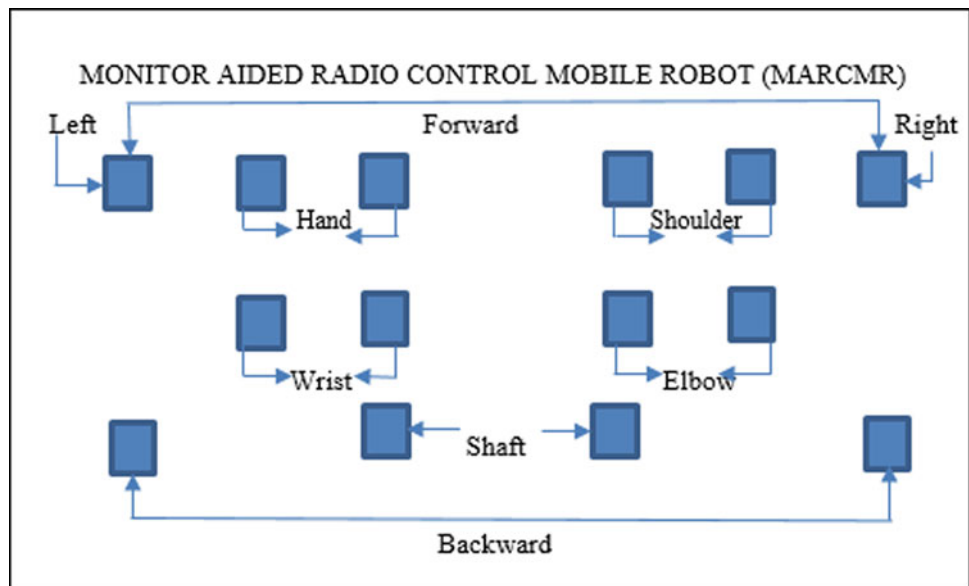 MONITOR AIDED RADIO CONTROL MOBILE ROBOT (MARCMR)
Left Forward Right
Hand Shoulder
Wrist Elbow
Shaft
Backward